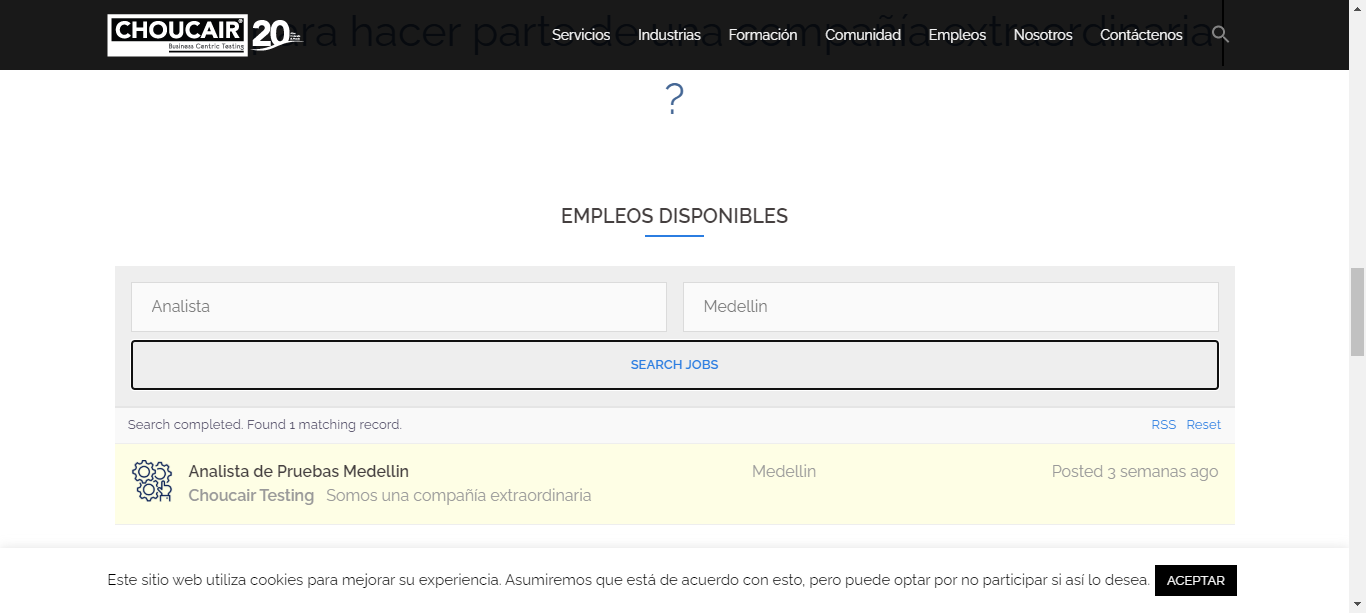 CHOUCAIR
Business Centric Testing
20
Servicios
Industrias
Formación
Comunidad
Empleos
Nosotros
Contáctenos
para hacer parte de una compañía extraordinaria
?
EMPLEOS DISPONIBLES
Analista
Medellin
SEARCH JOBS
Search completed. Found 1 matching record.
RSS
Reset
Analista de Pruebas Medellin
Medellin
Posted 3 semanas ago
Choucair Testing Somos una compañía extraordinaria
Este sitio web utiliza cookies para mejorar su experiencia. Asumiremos que está de acuerdo con esto, pero puede optar por no participar si así lo desea.
ACEPTAR